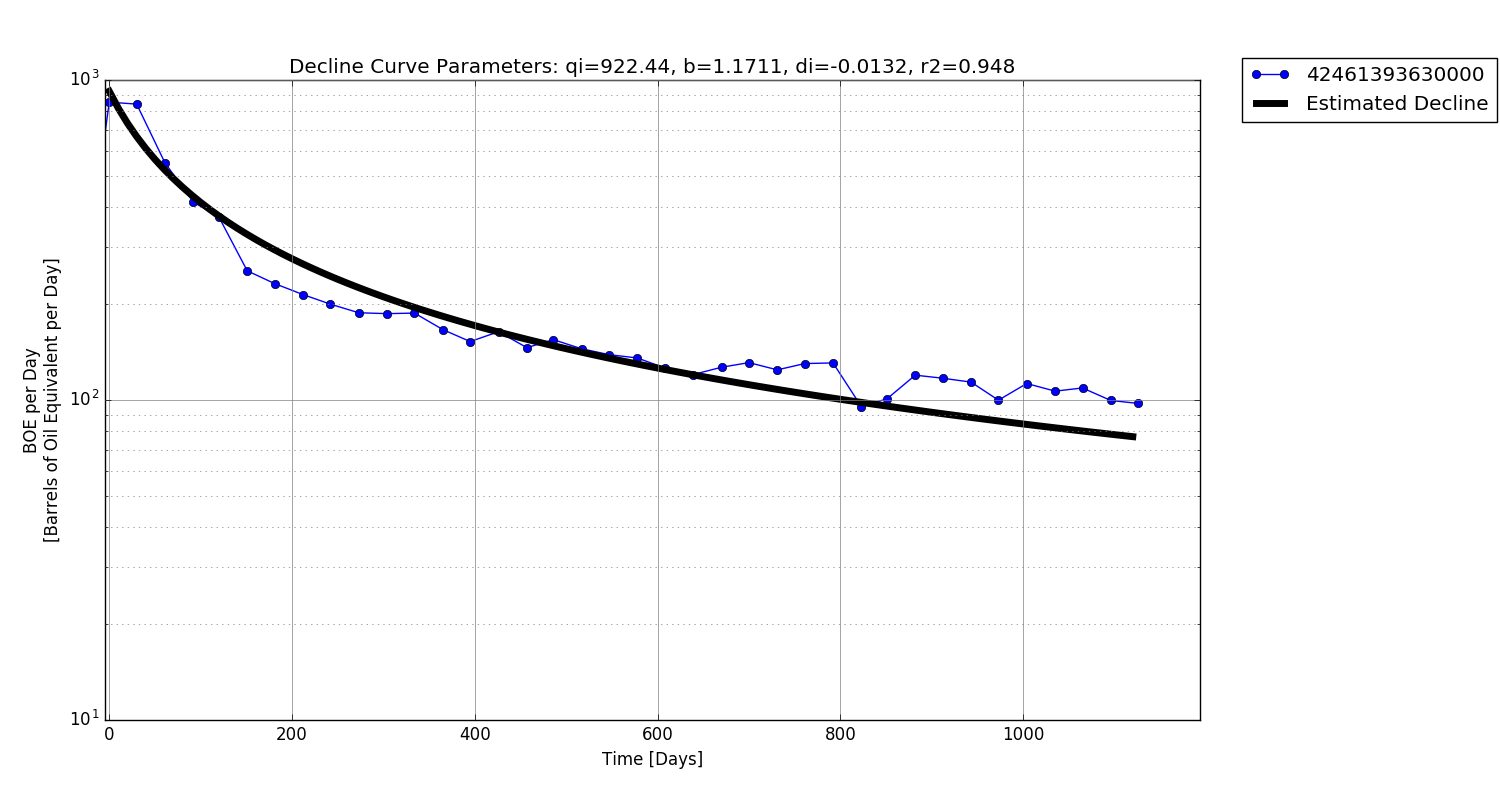 Decline Curve Parameters: qi=922.44, b=1.1711, di=-0.0132, r2=0.948
42461393630000
Estimated Decline
10^3
10^2
10^1
BOE per Day
[Barrels of Oil Equivalent per Day]
0 200 400 600 800 1000
Time [Days]